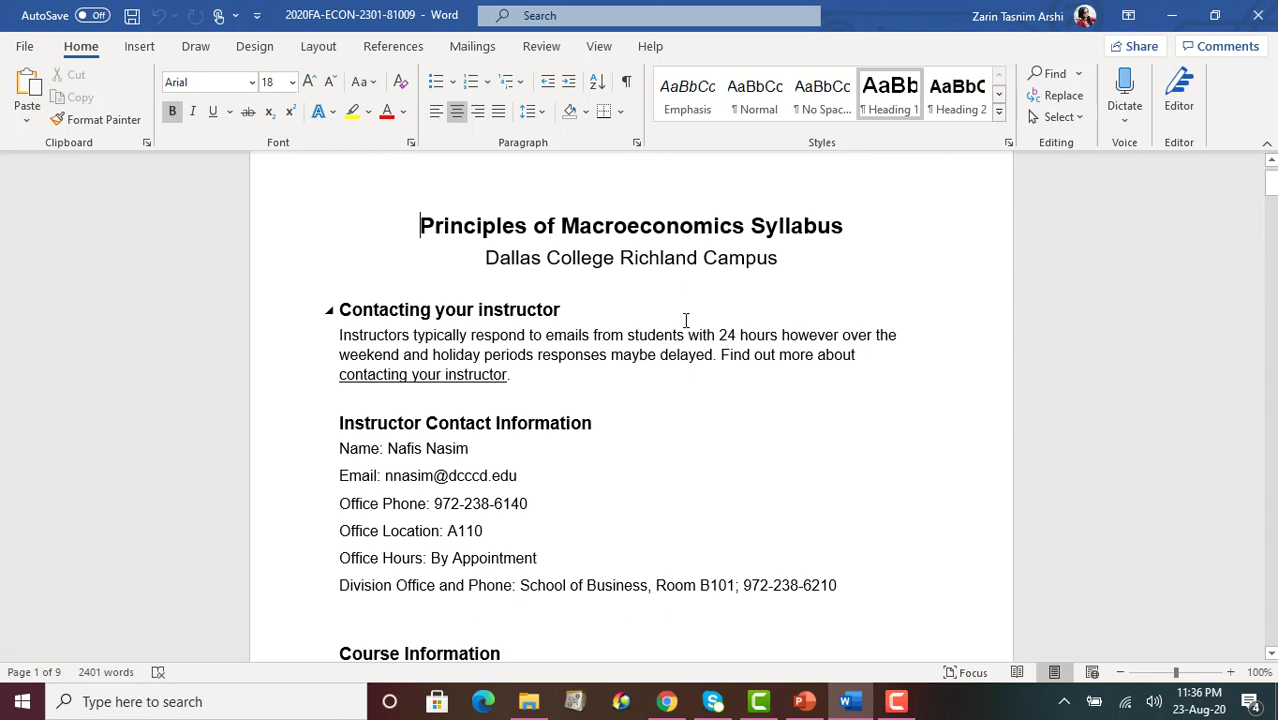 AutoSave Off 2020FA-ECON-2301-81009 - Word Search Zarin Tasnim Arshi
File Home Insert Draw Design Layout References Mailings Review View Help Share Comments
Paste Cut Copy Format Painter Clipboard
Arial 18 Aa A B I U ab x₂ x² A A Font
Paragraph
AaBbCc AaBbCc AaBbCc AaBb AaBbCc
Emphasis ¶ Normal ¶ No Spac... ¶ Heading 1 ¶ Heading 2
Styles
Find Replace Select Editing
Dictate Voice
Editor Editor
Principles of Macroeconomics Syllabus
Dallas College Richland Campus
Contacting your instructor
Instructors typically respond to emails from students with 24 hours however over the
weekend and holiday periods responses maybe delayed. Find out more about
contacting your instructor.
Instructor Contact Information
Name: Nafis Nasim
Email: nnasim@dcccd.edu
Office Phone: 972-238-6140
Office Location: A110
Office Hours: By Appointment
Division Office and Phone: School of Business, Room B101; 972-238-6210
Course Information
Page 1 of 9 2401 words Focus 100%
Type here to search
11:36 PM
23-Aug-20
4